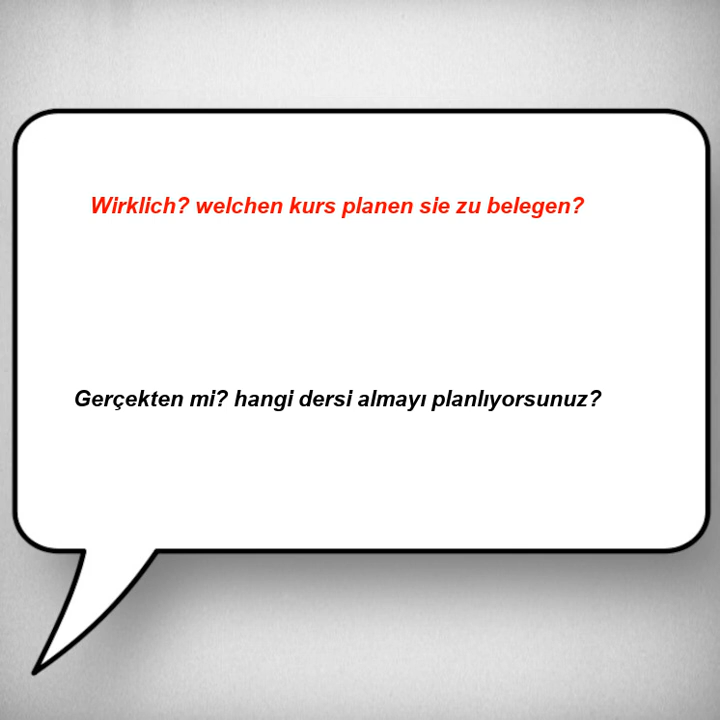 Wirklich? welchen kurs planen sie zu belegen?
Gerçekten mi? hangi dersi almayı planlıyorsunuz?